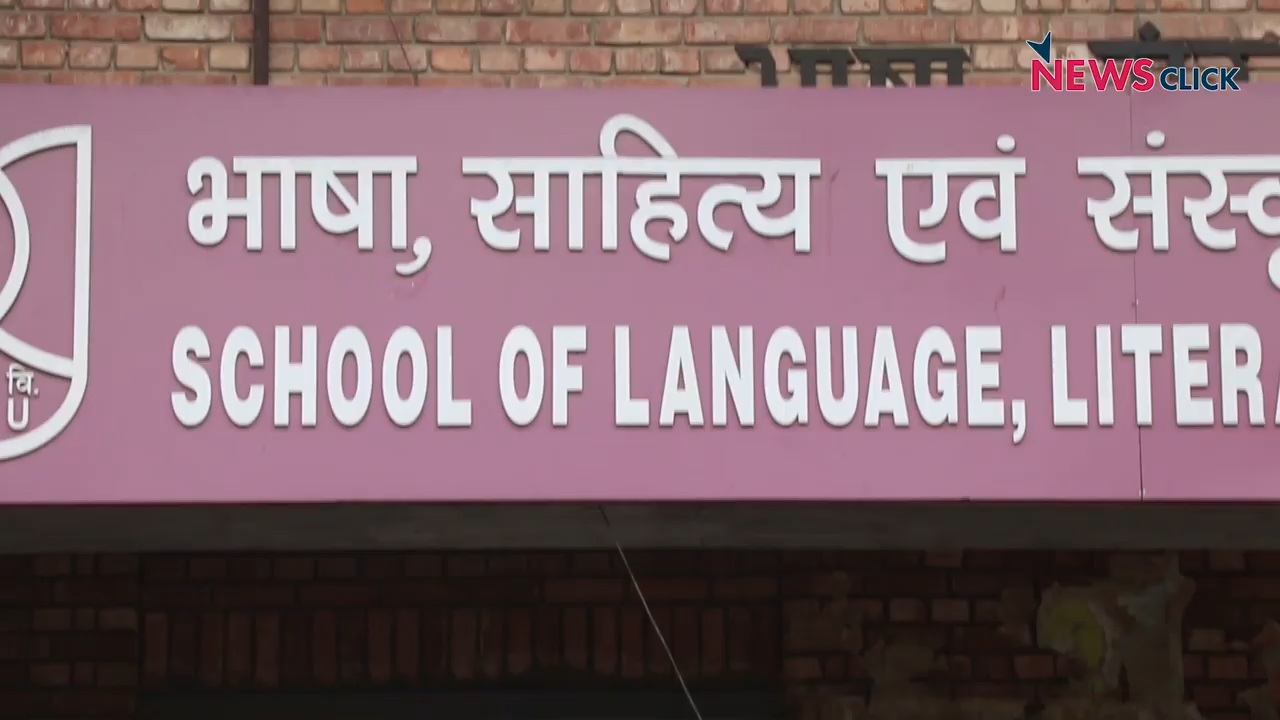 NEWSCLICK
भाषा, साहित्य एवं
SCHOOL OF LANGUAGE,
वि.
U